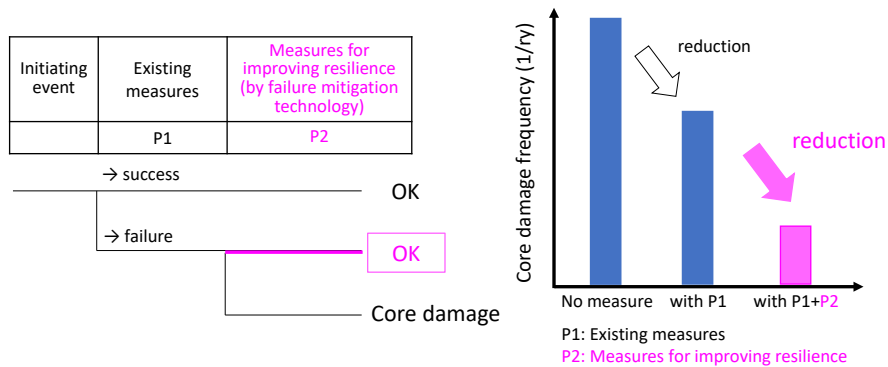 Initiating
event
Existing
measures
Measures for
improving resilience
(by failure mitigation
technology)
P1
P2
→ success
OK
→ failure
OK
Core damage
Core damage frequency (1/ry)
reduction
reduction
No measure
with P1
with P1+P2
P1: Existing measures
P2: Measures for improving resilience